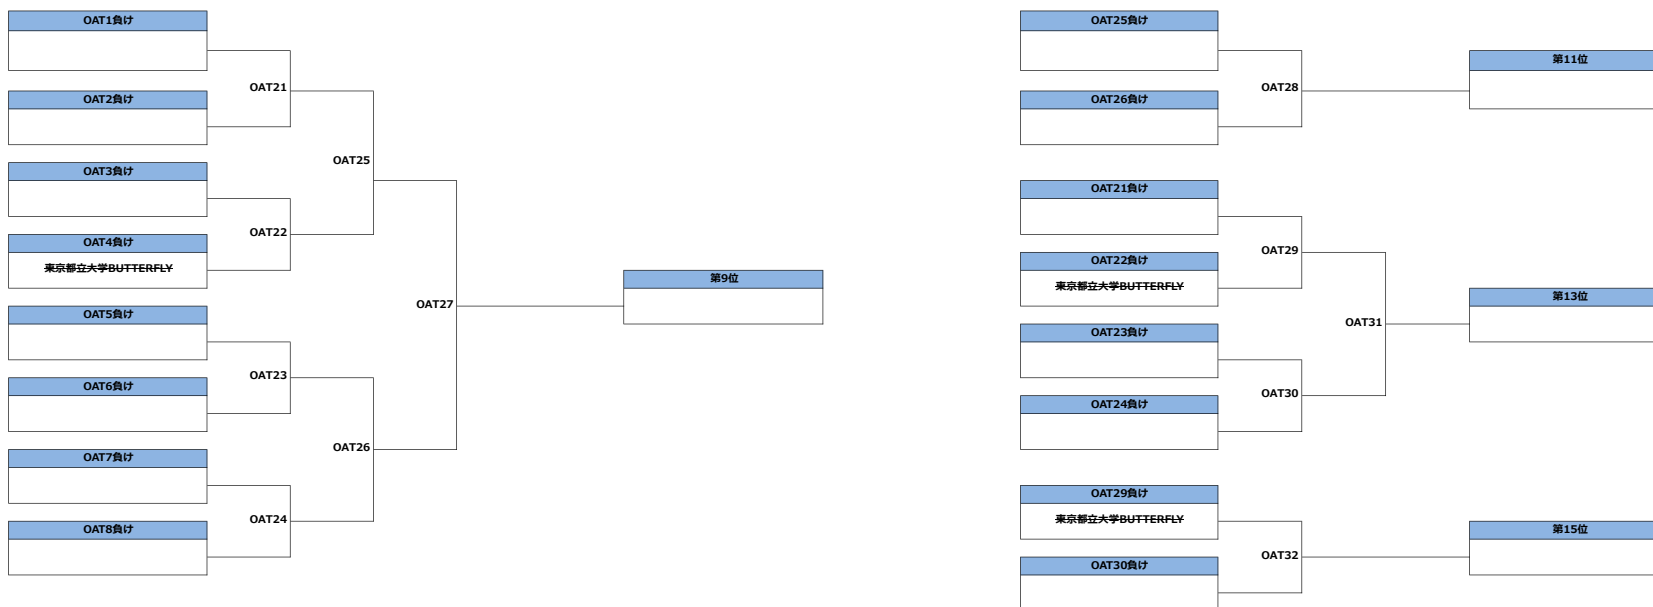 OAT1負け
OAT21
OAT2負け
OAT25
OAT3負け
OAT22
OAT4負け
東京都立大学BUTTERFLY
OAT27
第9位
OAT5負け
OAT23
OAT6負け
OAT26
OAT7負け
OAT24
OAT8負け
OAT25負け
OAT28
第11位
OAT26負け
OAT21負け
OAT29
OAT22負け
東京都立大学BUTTERFLY
OAT31
第13位
OAT23負け
OAT30
OAT24負け
OAT29負け
東京都立大学BUTTERFLY
OAT32
第15位
OAT30負け